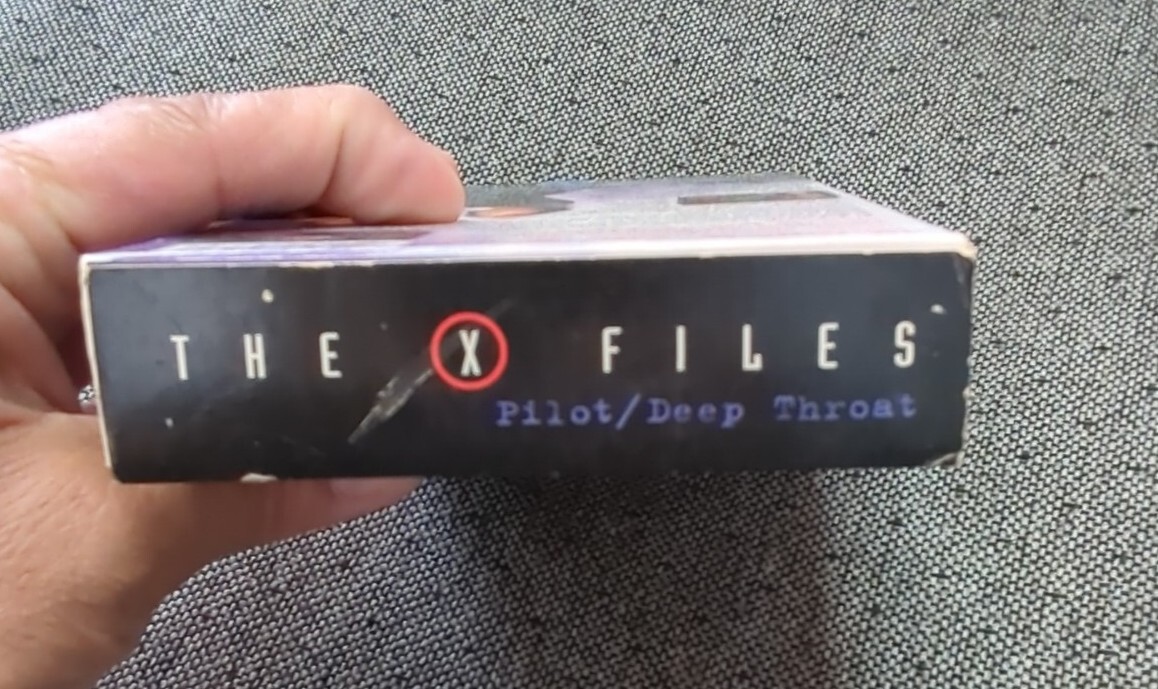 THE X FILES
Pilot/Deep Throat